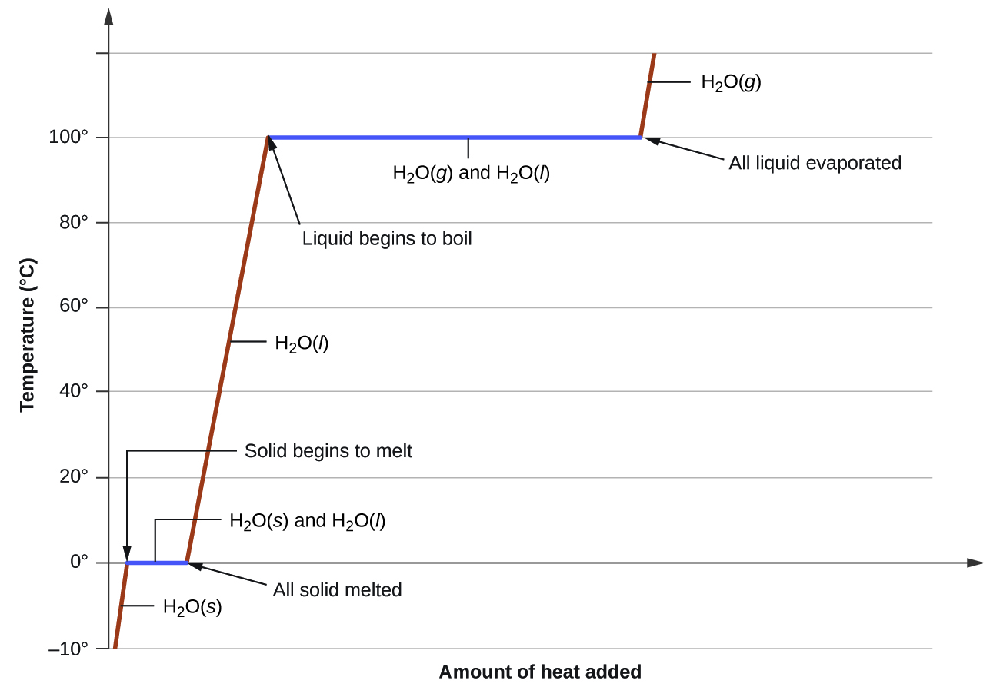 H₂O(g)
100°
All liquid evaporated
H₂O(g) and H₂O(l)
80°
Liquid begins to boil
Temperature (°C)
60°
H₂O(l)
40°
Solid begins to melt
20°
H₂O(s) and H₂O(l)
0°
All solid melted
H₂O(s)
–10°
Amount of heat added